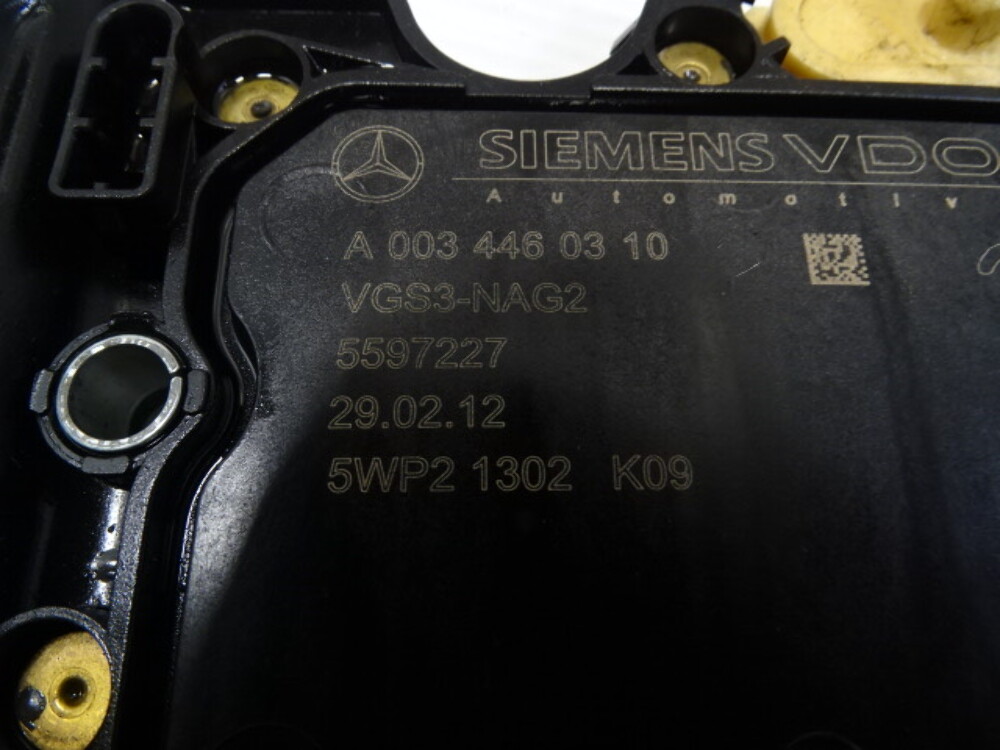 SIEMENS VDO
Automotiv
A 003 446 03 10
VGS3-NAG2
5597227
29.02.12
5WP2 1302 K09